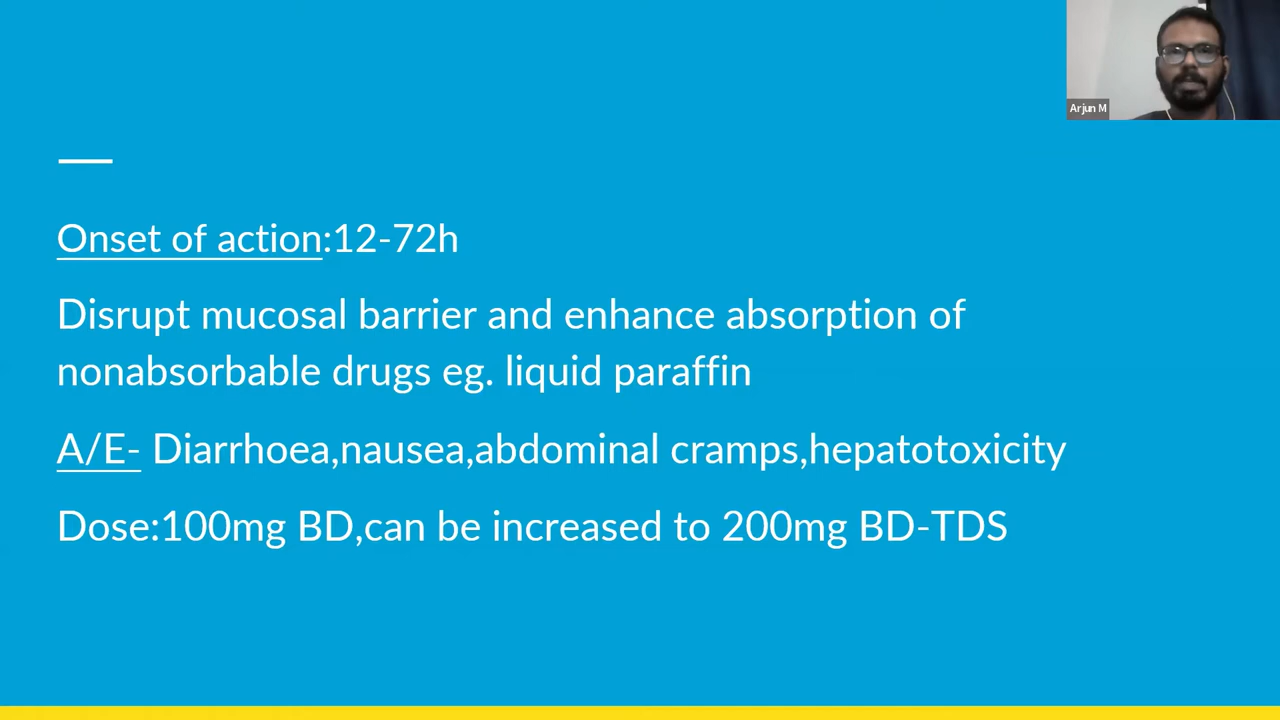 Arjun M
Onset of action:12-72h
Disrupt mucosal barrier and enhance absorption of
nonabsorbable drugs eg. liquid paraffin
A/E- Diarrhoea,nausea,abdominal cramps,hepatotoxicity
Dose:100mg BD,can be increased to 200mg BD-TDS